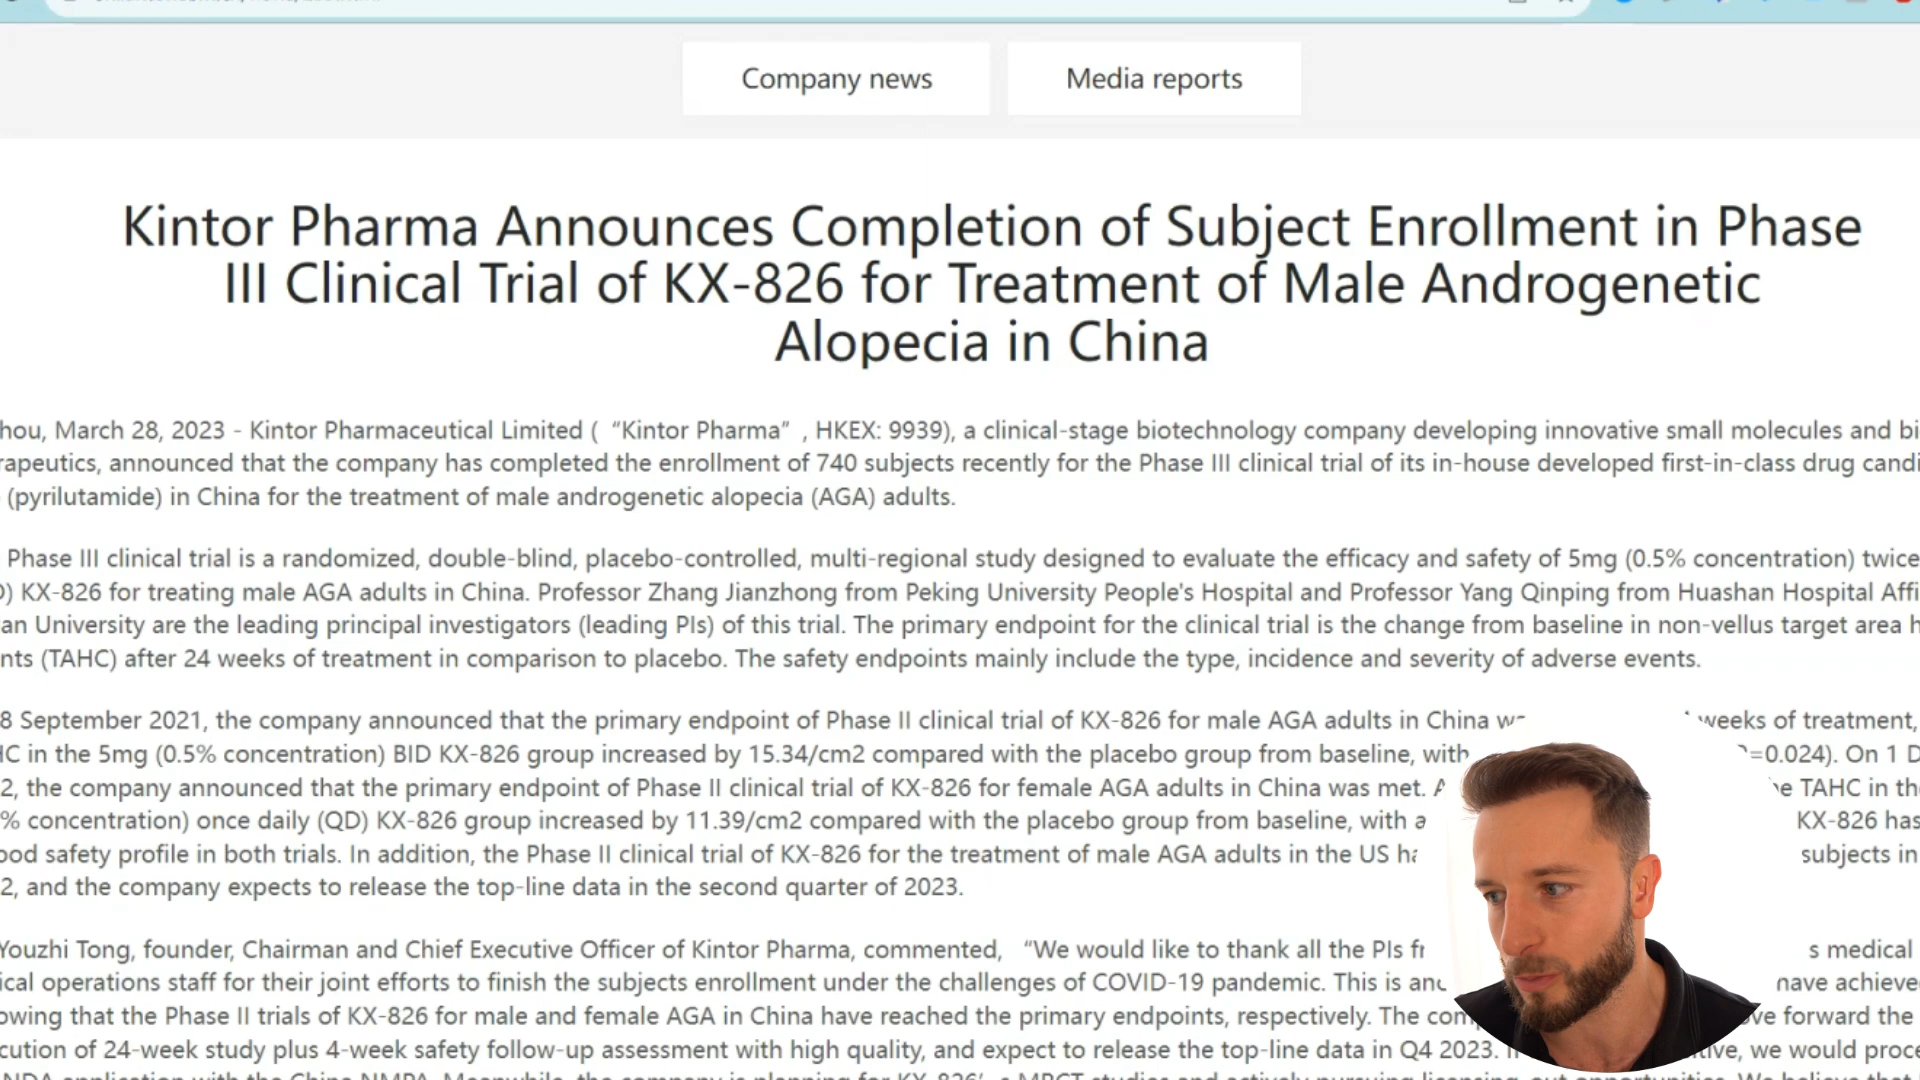 Company news
Media reports
Kintor Pharma Announces Completion of Subject Enrollment in Phase
III Clinical Trial of KX-826 for Treatment of Male Androgenetic
Alopecia in China
March 28, 2023 - Kintor Pharmaceutical Limited ( “Kintor Pharma” , HKEX: 9939), a clinical-stage biotechnology company developing innovative small molecules and
announced that the company has completed the enrollment of 740 subjects recently for the Phase III clinical trial of its in-house developed first-in-class drug
(pyrilutamide) in China for the treatment of male androgenetic alopecia (AGA) adults.
Phase III clinical trial is a randomized, double-blind, placebo-controlled, multi-regional study designed to evaluate the efficacy and safety of 5mg (0.5% concentration) twice
KX-826 for treating male AGA adults in China. Professor Zhang Jianzhong from Peking University People's Hospital and Professor Yang Qinping from Huashan Hospital
University are the leading principal investigators (leading PIs) of this trial. The primary endpoint for the clinical trial is the change from baseline in non-vellus target area
(TAHC) after 24 weeks of treatment in comparison to placebo. The safety endpoints mainly include the type, incidence and severity of adverse events.
8 September 2021, the company announced that the primary endpoint of Phase II clinical trial of KX-826 for male AGA adults in China weeks of treatment,
in the 5mg (0.5% concentration) BID KX-826 group increased by 15.34/cm2 compared with the placebo group from baseline, with =0.024). On 1
the company announced that the primary endpoint of Phase II clinical trial of KX-826 for female AGA adults in China was met. TAHC in the
% concentration) once daily (QD) KX-826 group increased by 11.39/cm2 compared with the placebo group from baseline, with a KX-826 has
safety profile in both trials. In addition, the Phase II clinical trial of KX-826 for the treatment of male AGA adults in the US subjects in
2, and the company expects to release the top-line data in the second quarter of 2023.
Youzhi Tong, founder, Chairman and Chief Executive Officer of Kintor Pharma, commented, “We would like to thank all the PIs medical
operations staff for their joint efforts to finish the subjects enrollment under the challenges of COVID-19 pandemic. This is have
that the Phase II trials of KX-826 for male and female AGA in China have reached the primary endpoints, respectively. The forward the
of 24-week study plus 4-week safety follow-up assessment with high quality, and expect to release the top-line data in Q4 2023. we would